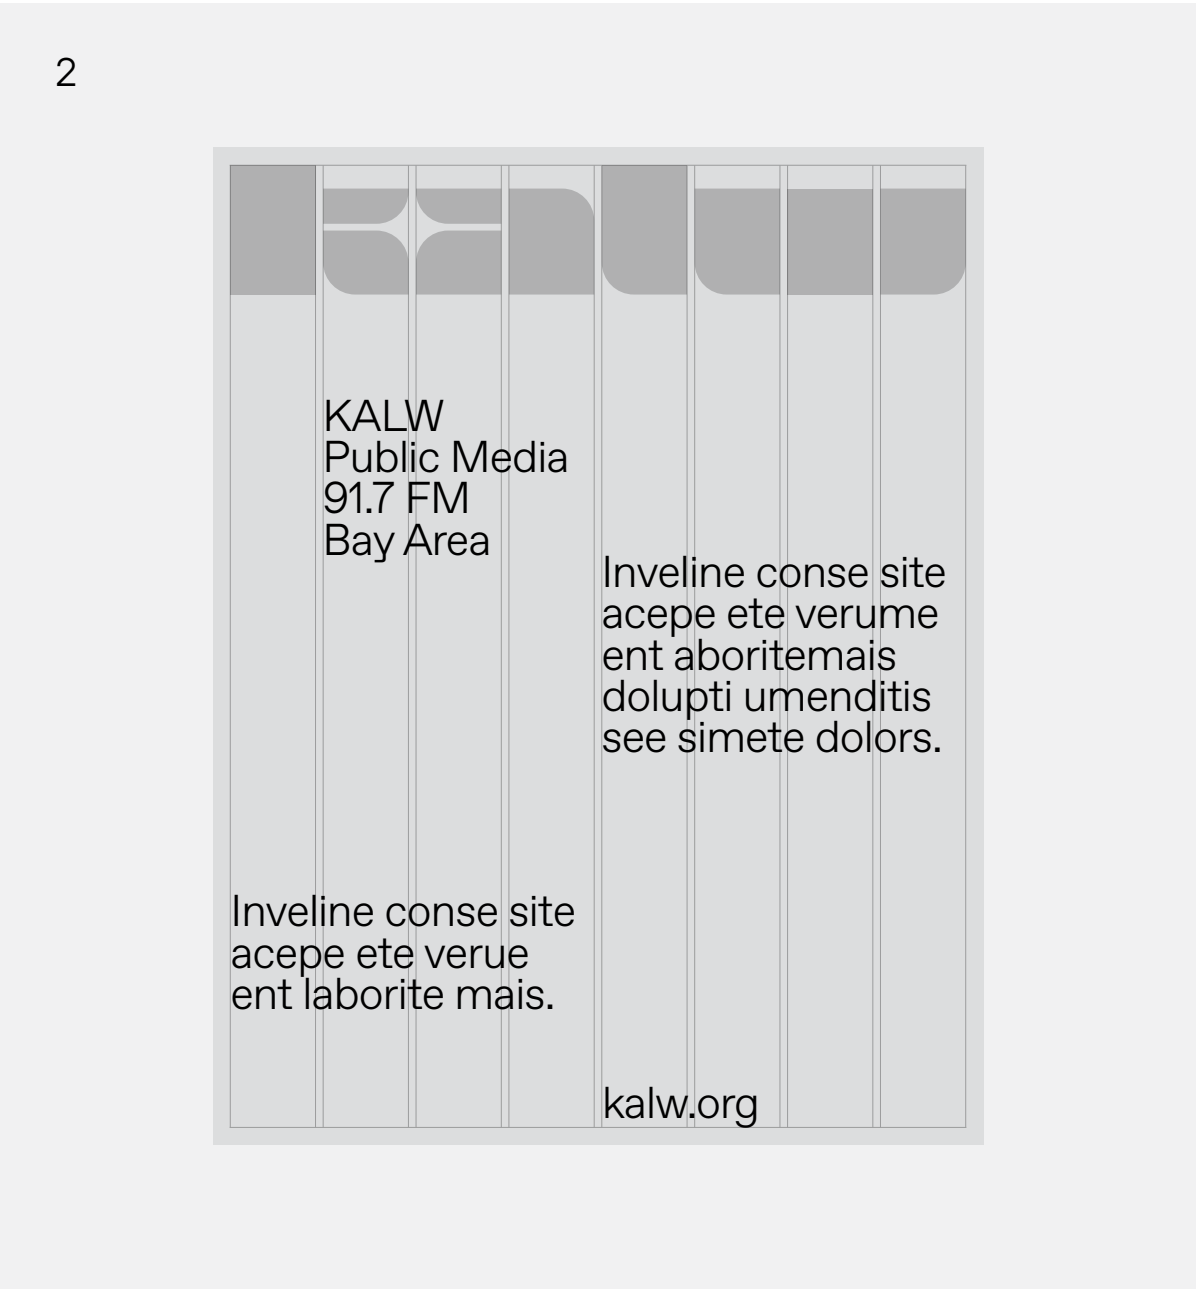 2
kalw
KALW
Public Media
91.7 FM
Bay Area
Inveline conse site
acepe ete verume
ent aboritemais
dolupti umenditis
see simete dolors.
Inveline conse site
acepe ete verue
ent laborite mais.
kalw.org